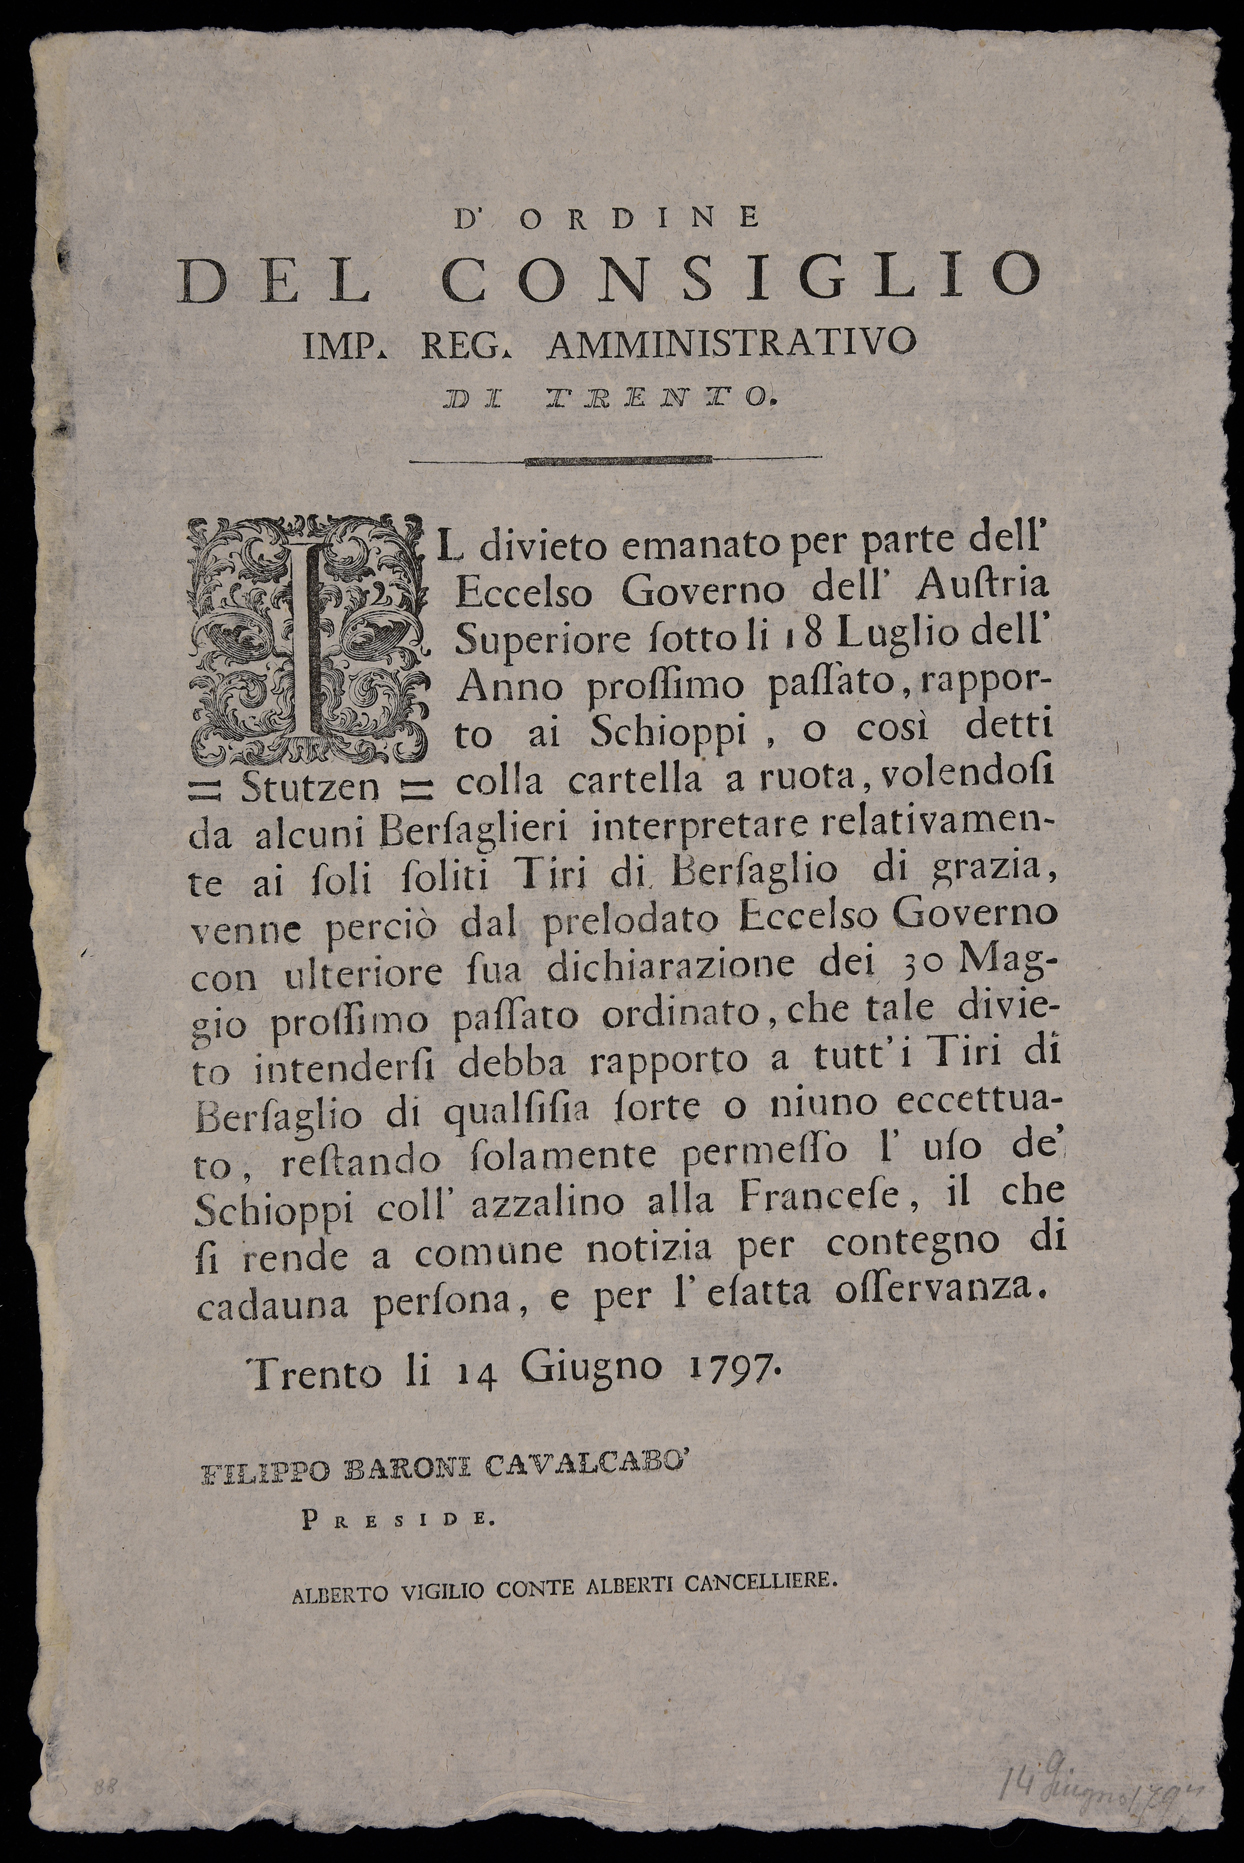 D' ORDINE
DEL CONSIGLIO
IMP. REG. AMMINISTRATIVO
DI TRENTO.
IL divieto emanato per parte dell'
Eccelso Governo dell' Auſtria
Superiore ſotto li 18 Luglio dell'
Anno proſſimo paſſato, rappor-
to ai Schioppi, o così detti
= Stutzen = colla cartella a ruota, volendoſi
da alcuni Berſaglieri interpretare relativamen-
te ai ſoli ſoliti Tiri di Berſaglio di grazia,
venne perciò dal prelodato Eccelso Governo
con ulteriore ſua dichiarazione dei 30 Mag-
gio proſſimo paſſato ordinato, che tale divie-
to intenderſi debba rapporto a tutt'i Tiri di
Berſaglio di qualſiſia ſorte o niuno eccettua-
to, reſtando ſolamente permeſſo l' uſo de'
Schioppi coll' azzalino alla Franceſe, il che
ſi rende a comune notizia per contegno di
cadauna perſona, e per l' eſatta oſſervanza.
Trento li 14 Giugno 1797.
FILIPPO BARONI CAVALCABO'
PRESIDE.
ALBERTO VIGILIO CONTE ALBERTI CANCELLIERE.
88
14 Giugno 1797